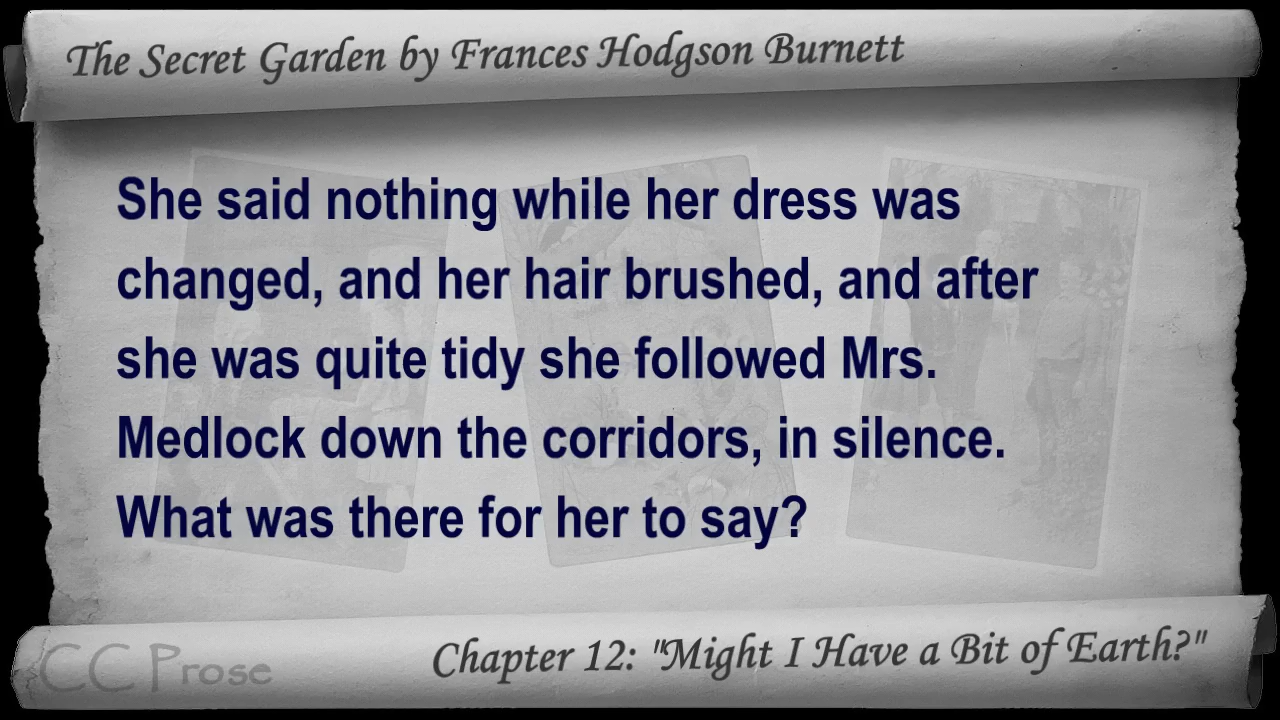 The Secret Garden by Frances Hodgson Burnett
She said nothing while her dress was
changed, and her hair brushed, and after
she was quite tidy she followed Mrs.
Medlock down the corridors, in silence.
What was there for her to say?
CC Prose
Chapter 12: "Might I Have a Bit of Earth?"